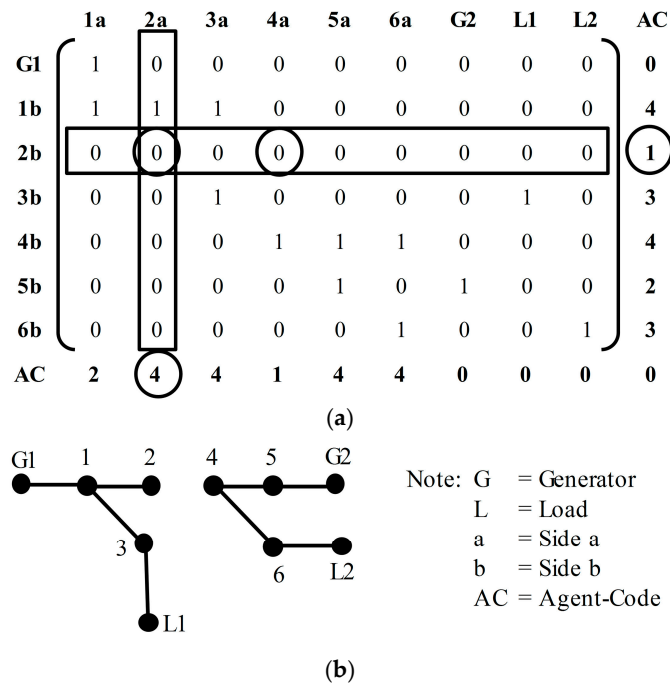 1a 2a 3a 4a 5a 6a G2 L1 L2 AC
G1 1 0 0 0 0 0 0 0 0 0
1b 1 1 1 0 0 0 0 0 0 4
2b 0 0 0 0 0 0 0 0 0 1
3b 0 0 1 0 0 0 0 1 0 3
4b 0 0 0 1 1 1 0 0 0 4
5b 0 0 0 0 1 0 1 0 0 2
6b 0 0 0 0 0 1 0 0 1 3
AC 2 4 4 1 4 4 0 0 0 0
(a)
G1 1 2 4 5 G2
3 6 L2
L1
Note: G = Generator
L = Load
a = Side a
b = Side b
AC = Agent-Code
(b)